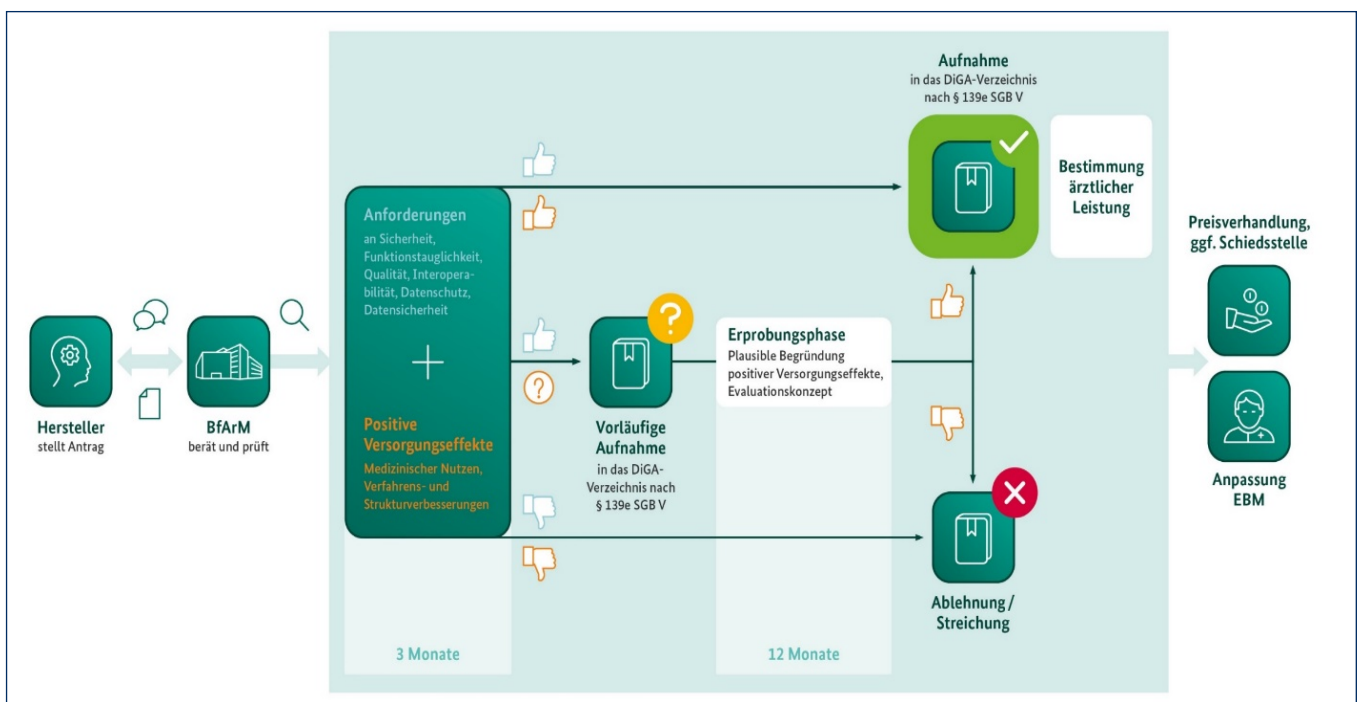 Hersteller
stellt Antrag
BfArM
berät und prüft
Anforderungen
an Sicherheit,
Funktionstauglichkeit,
Qualität, Interopera-
bilität, Datenschutz,
Datensicherheit
+
Positive
Versorgungseffekte
Medizinischer Nutzen,
Verfahrens- und
Strukturverbesserungen
3 Monate
?
?
Vorläufige
Aufnahme
in das DiGA-
Verzeichnis nach
§ 139e SGB V
Erprobungsphase
Plausible Begründung
positiver Versorgungseffekte,
Evaluationskonzept
12 Monate
Aufnahme
in das DiGA-Verzeichnis
nach § 139e SGB V
Bestimmung
ärztlicher
Leistung
Ablehnung /
Streichung
Preisverhandlung,
ggf. Schiedsstelle
Anpassung
EBM